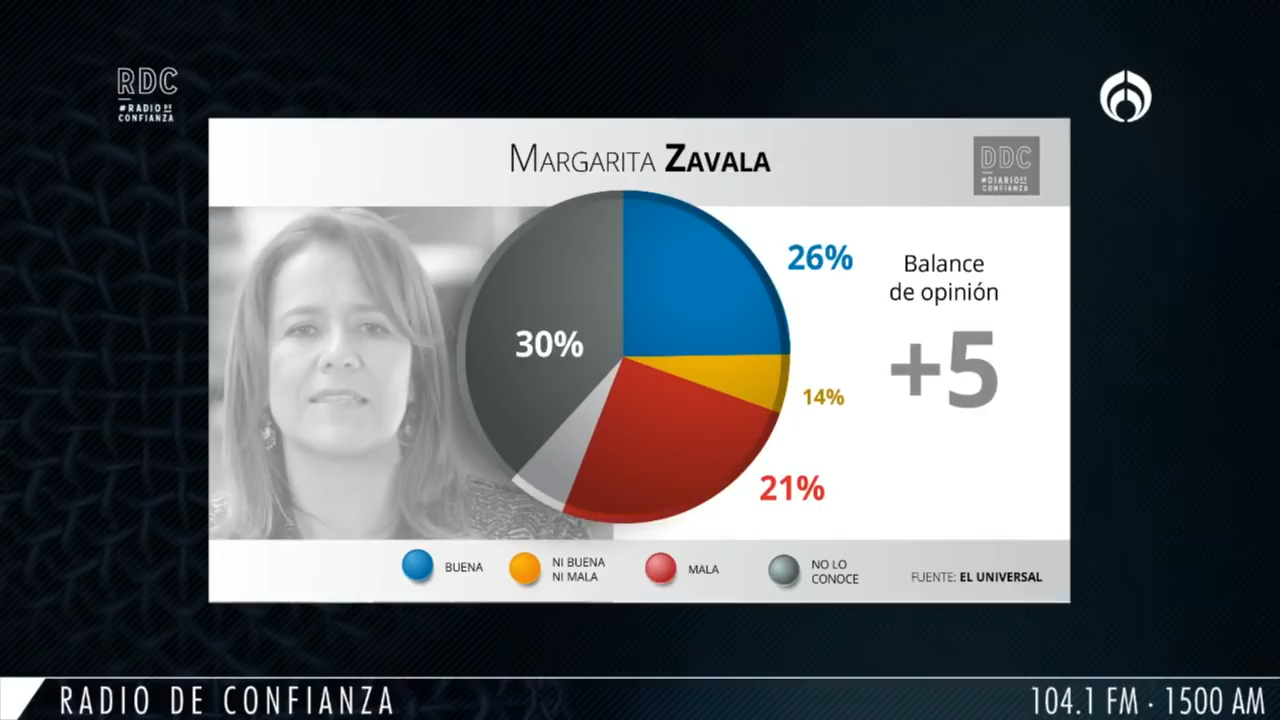 RDC
#RADIO DE
CONFIANZA
MARGARITA ZAVALA
DDC
#DIARIO DE
CONFIANZA
26%
30%
14%
21%
Balance
de opinión
+5
BUENA
NI BUENA
NI MALA
MALA
NO LO
CONOCE
FUENTE: EL UNIVERSAL
RADIO DE CONFIANZA
104.1 FM · 1500 AM